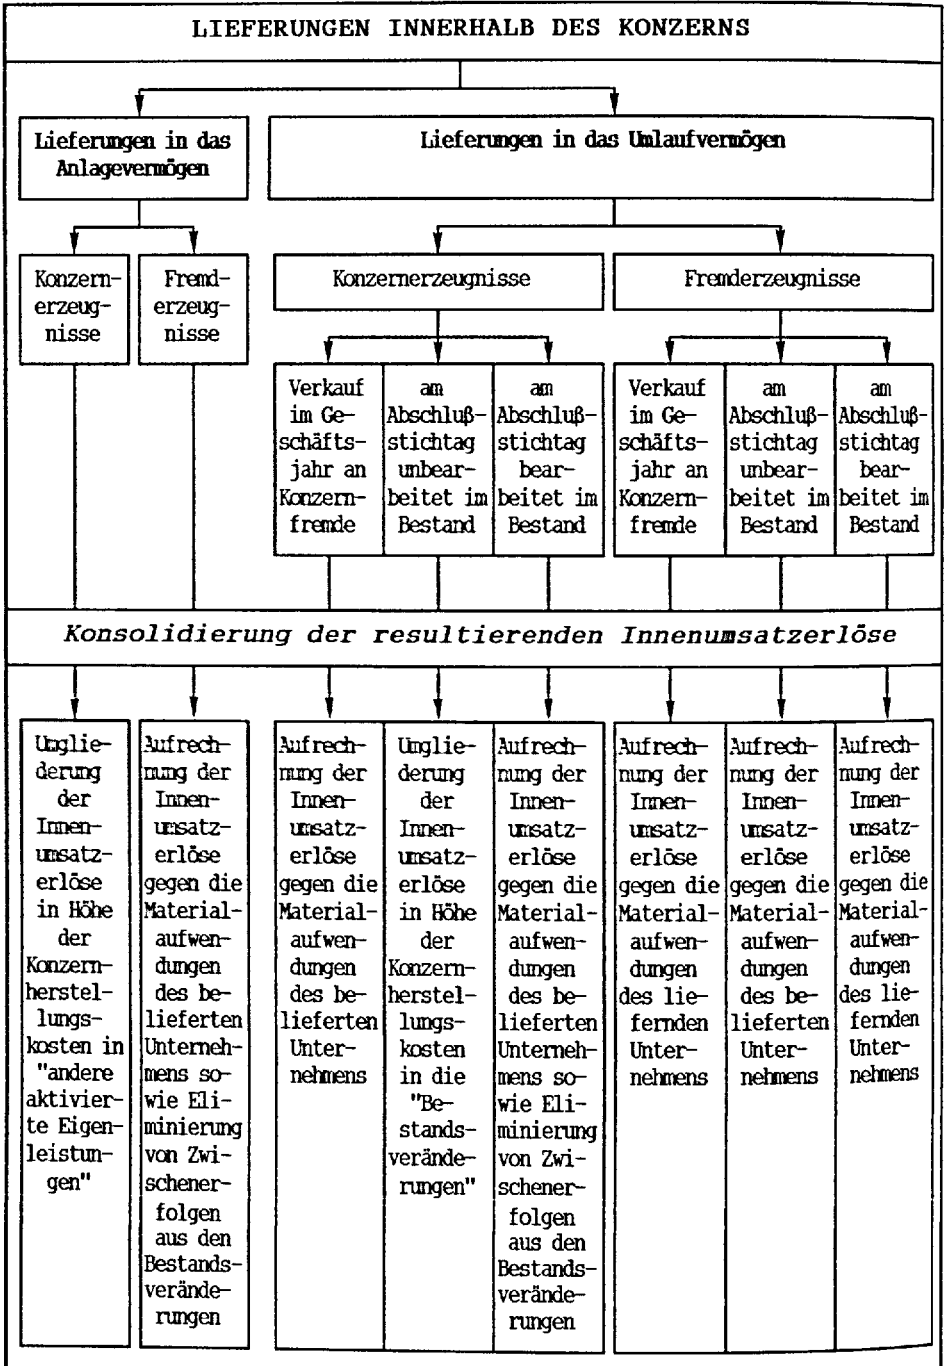 LIEFERUNGEN INNERHALB DES KONZERNS
Lieferungen in das
Anlagevermögen
Lieferungen in das Umlaufvermögen
Konzern-
erzeug-
nisse
Fremd-
erzeug-
nisse
Konzernerzeugnisse
Fremderzeugnisse
Verkauf
im Ge-
schäfts-
jahr an
Konzern-
fremde
am
Abschluß-
stichtag
unbear-
beitet im
Bestand
am
Abschluß-
stichtag
bear-
beitet im
Bestand
Verkauf
im Ge-
schäfts-
jahr an
Konzern-
fremde
am
Abschluß-
stichtag
unbear-
beitet im
Bestand
am
Abschluß-
stichtag
bear-
beitet im
Bestand
Konsolidierung der resultierenden Innenumsatzerlöse
Umglie-
derung
der
Innen-
umsatz-
erlöse
in Höhe
der
Konzern-
herstel-
lungs-
kosten in
"andere
aktivier-
te Eigen-
leistun-
gen"
Aufrech-
nung der
Innen-
umsatz-
erlöse
gegen die
Material-
aufwen-
dungen
des be-
lieferten
Unterneh-
mens so-
wie Eli-
minierung
von Zwi-
schener-
folgen
aus den
Bestands-
verände-
rungen
Aufrech-
nung der
Innen-
umsatz-
erlöse
gegen die
Material-
aufwen-
dungen
des be-
lieferten
Unter-
nehmens
Umglie-
derung
der
Innen-
umsatz-
erlöse
in Höhe
der
Konzern-
herstel-
lungs-
kosten
in die
"Be-
stands-
verände-
rungen"
Aufrech-
nung der
Innen-
umsatz-
erlöse
gegen die
Material-
aufwen-
dungen
des be-
lieferten
Unterneh-
mens so-
wie Eli-
minierung
von Zwi-
schener-
folgen
aus den
Bestands-
verände-
rungen
Aufrech-
nung der
Innen-
umsatz-
erlöse
gegen die
Material-
aufwen-
dungen
des lie-
fernden
Unter-
nehmens
Aufrech-
nung der
Innen-
umsatz-
erlöse
gegen die
Material-
aufwen-
dungen
des be-
lieferten
Unter-
nehmens
Aufrech-
nung der
Innen-
umsatz-
erlöse
gegen die
Material-
aufwen-
dungen
des lie-
fernden
Unter-
nehmens